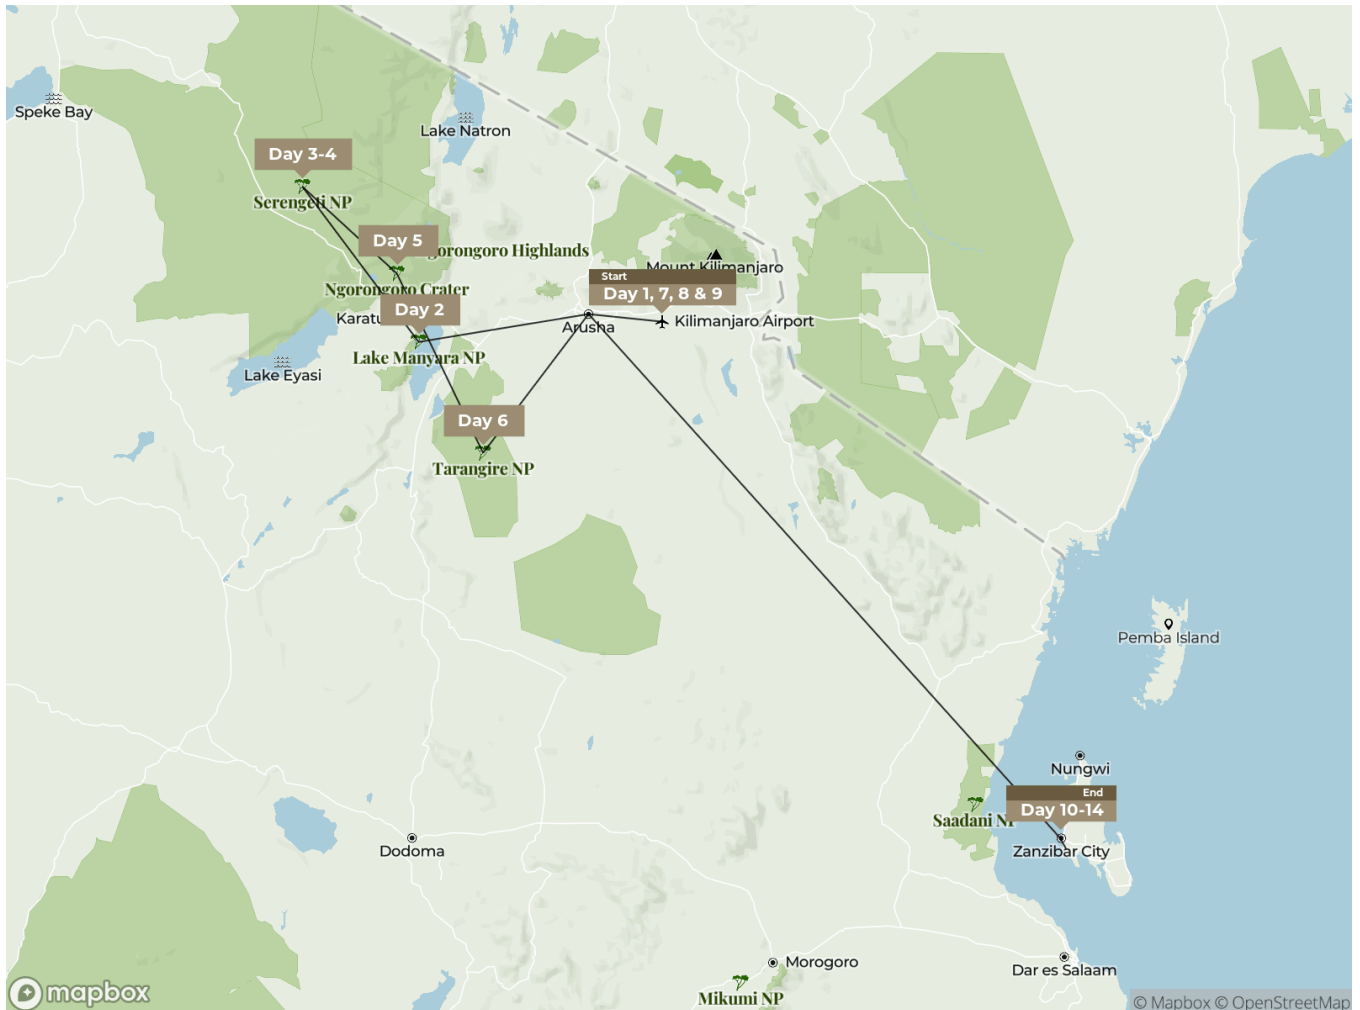 Speke Bay
Lake Natron
Day 3-4
Serengeti NP
Day 5
gorongoro Highlands
Mount Kilimanjaro
Start
Day 1, 7, 8 & 9
Ngorongoro Crater
Day 2
Karatu
Arusha
Kilimanjaro Airport
Lake Manyara NP
Lake Eyasi
Day 6
Tarangire NP
Pemba Island
Nungwi
End
Day 10-14
Saadani NP
Zanzibar City
Dodoma
Morogoro
Dar es Salaam
Mikumi NP
mapbox
© Mapbox © OpenStreetMap